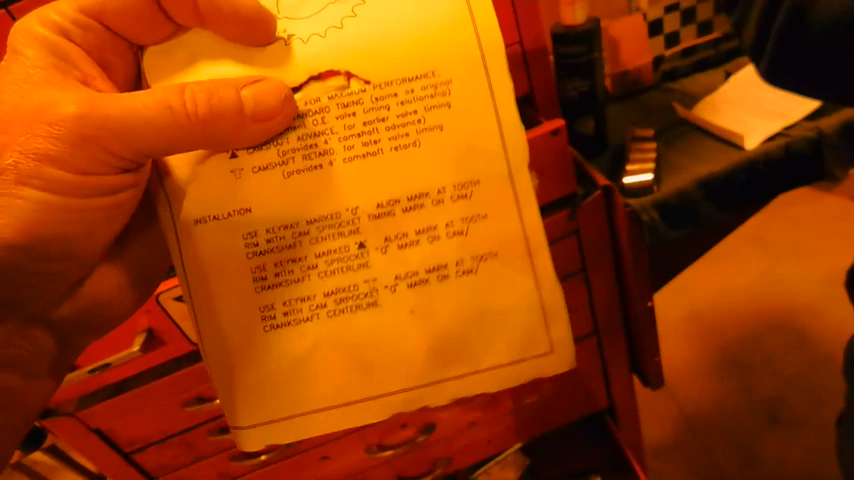 FOR MAXIMUM PERFORMANCE.
STANDARD TIMING (same as original
O.E. valve timing relationship)
CAMSHAFT ADVANCE, for earlier valve timing
(provides 4° camshaft advance)
CAMSHAFT RETARD, for later valve timing
(provides 4° camshaft retard)
INSTALLATION
USE KEYWAY MARKED "O" ALIGN MARK AT TOOTH
RIM WITH CAM SPROCKET TIMING MARK ON CAM/
CRANKSHAFT CENTERLINE.
USE KEYWAY MARKED "▲" ALIGN MARK AT TOOTH
RIM WITH CAM SPROCKET "O" MARK ON CAM/
CRANKSHAFT CENTERLINE.
USE KEYWAY MARKED ALIGN MARK AT TOOTH
RIM WITH CAM SRPOCKET "O" MARK ON CAM/
CRANKSHAFT CENTERLINE.